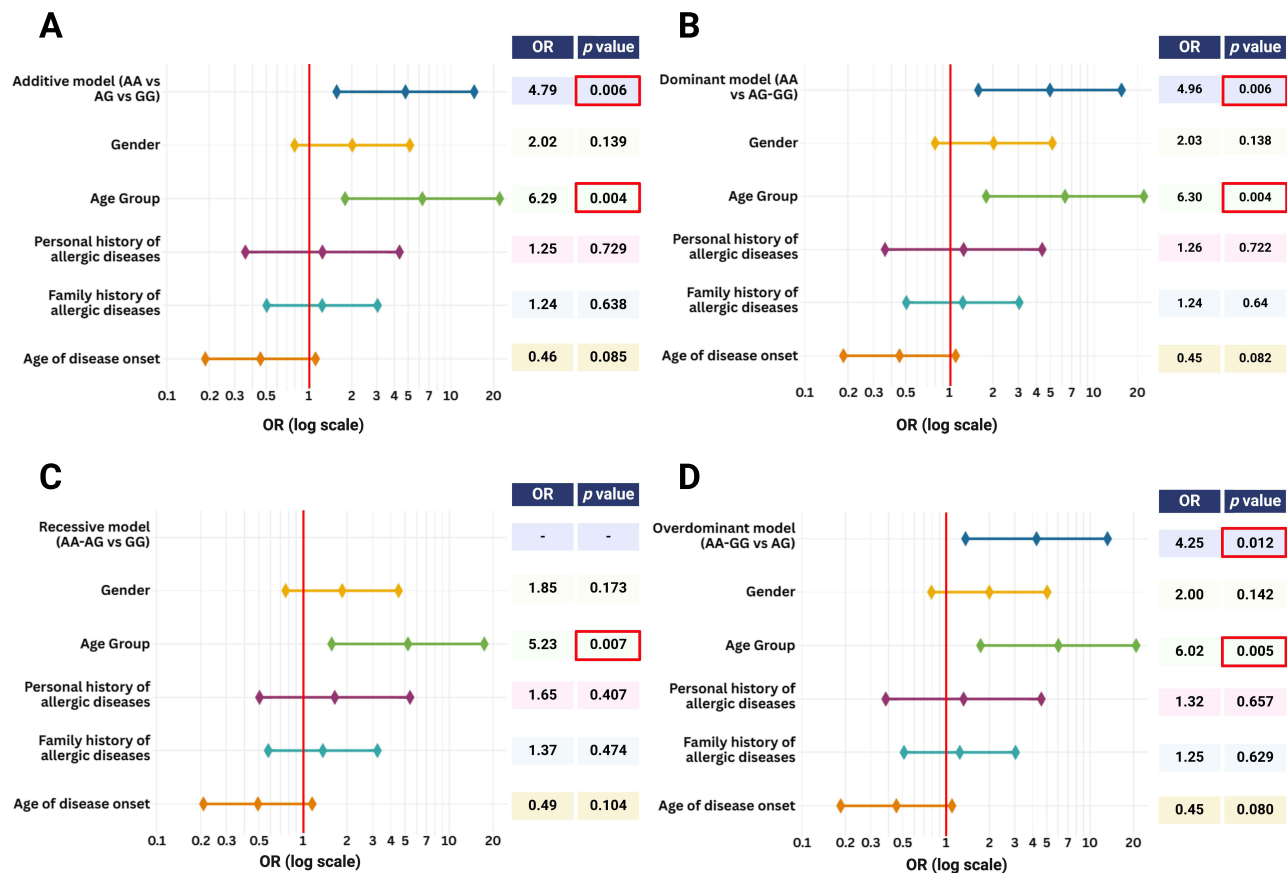 A
OR p value
Additive model (AA vs
AG vs GG)
4.79 0.006
Gender
2.02 0.139
Age Group
6.29 0.004
Personal history of
allergic diseases
1.25 0.729
Family history of
allergic diseases
1.24 0.638
Age of disease onset
0.46 0.085
0.1 0.2 0.3 0.5 1 2 3 4 5 7 10 20
OR (log scale)
B
OR p value
Dominant model (AA
vs AG-GG)
4.96 0.006
Gender
2.03 0.138
Age Group
6.30 0.004
Personal history of
allergic diseases
1.26 0.722
Family history of
allergic diseases
1.24 0.64
Age of disease onset
0.45 0.082
0.1 0.2 0.3 0.5 1 2 3 4 5 7 10 20
OR (log scale)
C
OR p value
Recessive model
(AA-AG vs GG)
- -
Gender
1.85 0.173
Age Group
5.23 0.007
Personal history of
allergic diseases
1.65 0.407
Family history of
allergic diseases
1.37 0.474
Age of disease onset
0.49 0.104
0.1 0.2 0.3 0.5 1 2 3 4 5 7 10 20
OR (log scale)
D
OR p value
Overdominant model
(AA-GG vs AG)
4.25 0.012
Gender
2.00 0.142
Age Group
6.02 0.005
Personal history of
allergic diseases
1.32 0.657
Family history of
allergic diseases
1.25 0.629
Age of disease onset
0.45 0.080
0.1 0.2 0.3 0.5 1 2 3 4 5 7 10 20
OR (log scale)